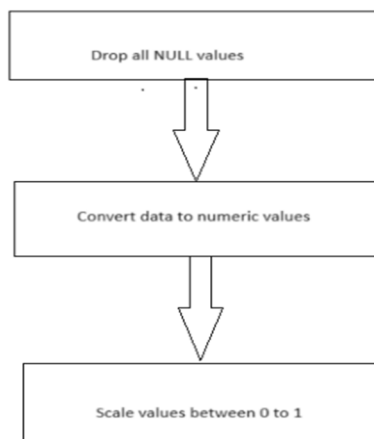 Drop all NULL values
Convert data to numeric values
Scale values between 0 to 1